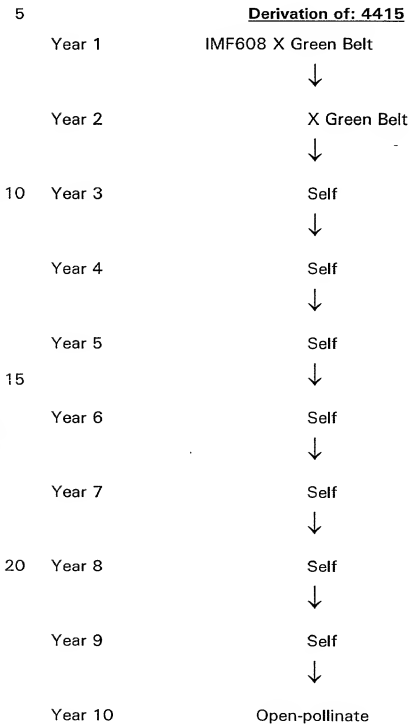 5 Derivation of: 4415
Year 1 IMF608 X Green Belt
↓
Year 2 X Green Belt
↓
10 Year 3 Self
↓
Year 4 Self
↓
Year 5 Self
15 ↓
Year 6 Self
↓
Year 7 Self
↓
20 Year 8 Self
↓
Year 9 Self
↓
Year 10 Open-pollinate